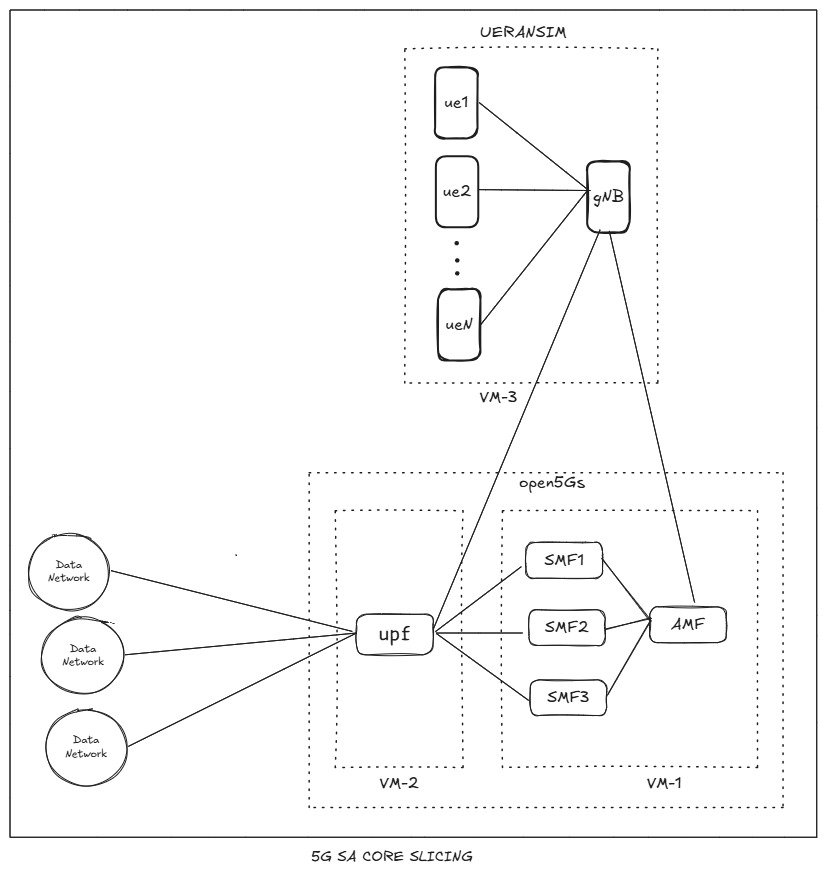 UERANSIM
ue1
ue2
gNB
ueN
VM-3
open5Gs
Data
Network
SMF1
upf
SMF2
AMF
Data
Network
SMF3
Data
Network
VM-2
VM-1
5G SA CORE SLICING